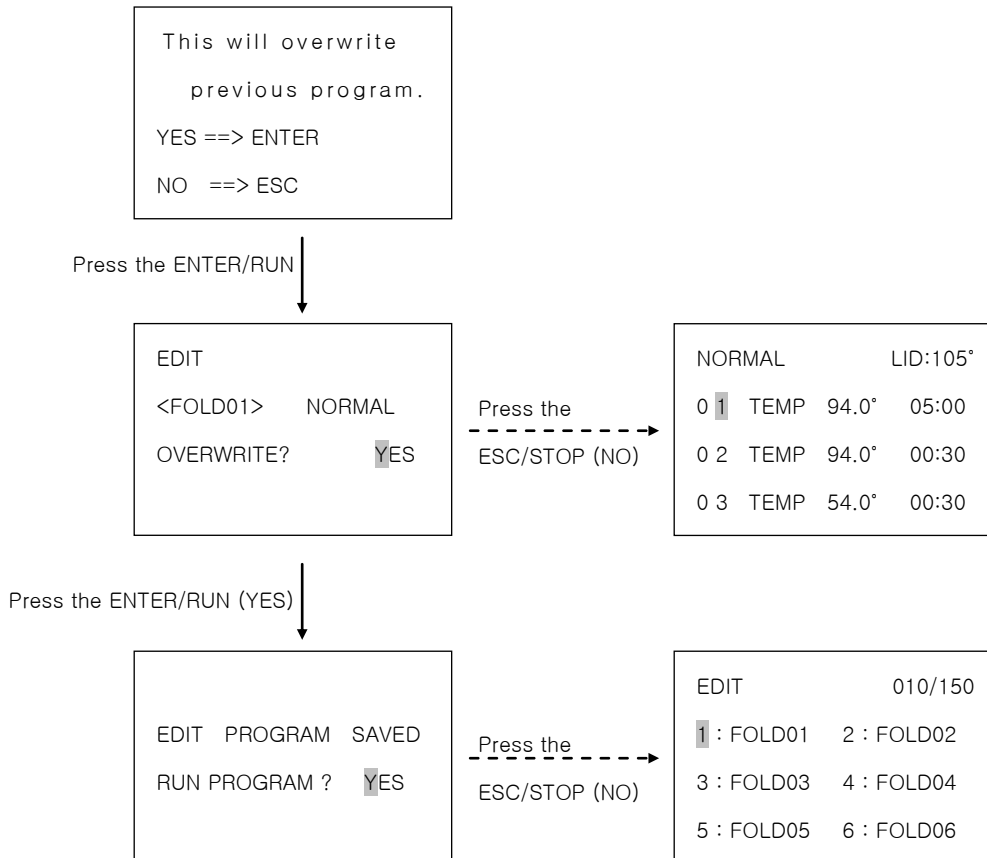 This will overwrite
previous program.
YES ==> ENTER
NO ==> ESC
Press the ENTER/RUN
EDIT
<FOLD01> NORMAL
OVERWRITE? YES
Press the
ESC/STOP (NO)
NORMAL LID:105˚
0 1 TEMP 94.0˚ 05:00
0 2 TEMP 94.0˚ 00:30
0 3 TEMP 54.0˚ 00:30
Press the ENTER/RUN (YES)
EDIT PROGRAM SAVED
RUN PROGRAM ? YES
Press the
ESC/STOP (NO)
EDIT 010/150
1 : FOLD01 2 : FOLD02
3 : FOLD03 4 : FOLD04
5 : FOLD05 6 : FOLD06